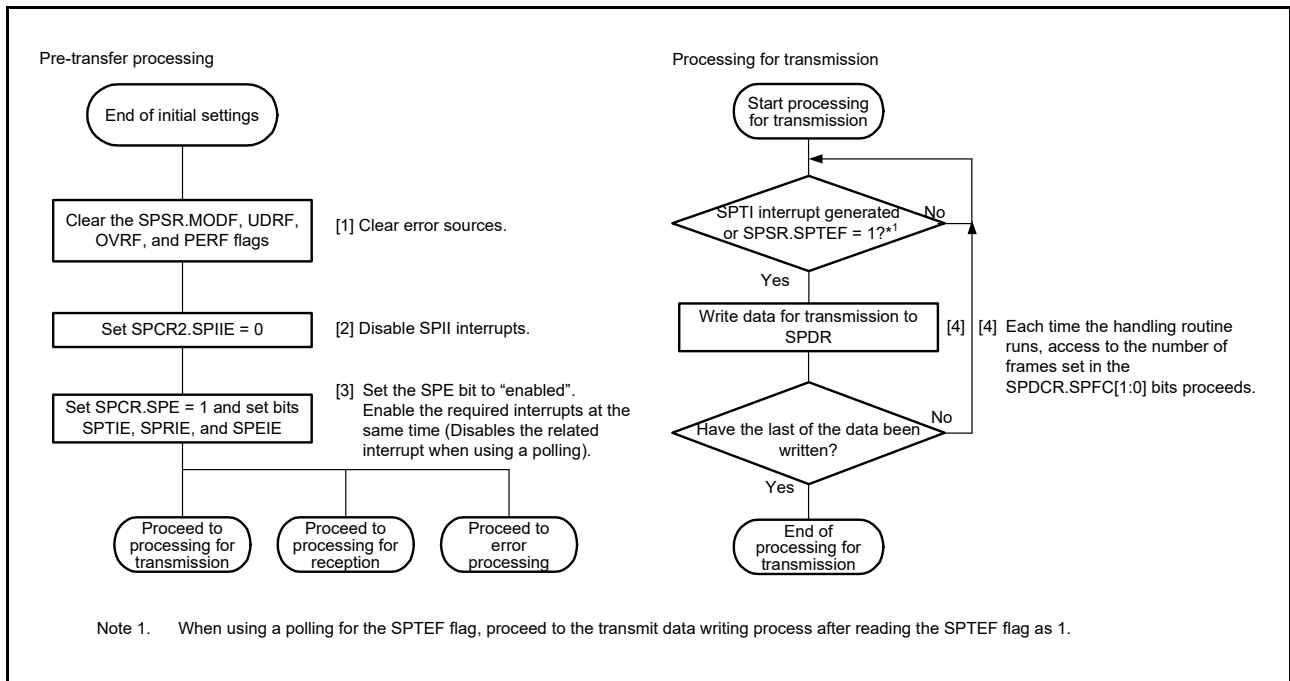 Pre-transfer processing
End of initial settings
Clear the SPSR.MODF, UDRF,
OVRF, and PERF flags
[1] Clear error sources.
Set SPCR2.SPIIE = 0
[2] Disable SPII interrupts.
Set SPCR.SPE = 1 and set bits
SPTIE, SPRIE, and SPEIE
[3] Set the SPE bit to “enabled”.
Enable the required interrupts at the
same time (Disables the related
interrupt when using a polling).
Proceed to
processing for
transmission
Proceed to
processing for
reception
Proceed to
error
processing
Processing for transmission
Start processing
for transmission
SPTI interrupt generated
or SPSR.SPTEF = 1?*1
No
Yes
Write data for transmission to
SPDR
[4]
[4] Each time the handling routine
runs, access to the number of
frames set in the
SPDCR.SPFC[1:0] bits proceeds.
Have the last of the data been
written?
No
Yes
End of
processing for
transmission
Note 1. When using a polling for the SPTEF flag, proceed to the transmit data writing process after reading the SPTEF flag as 1.